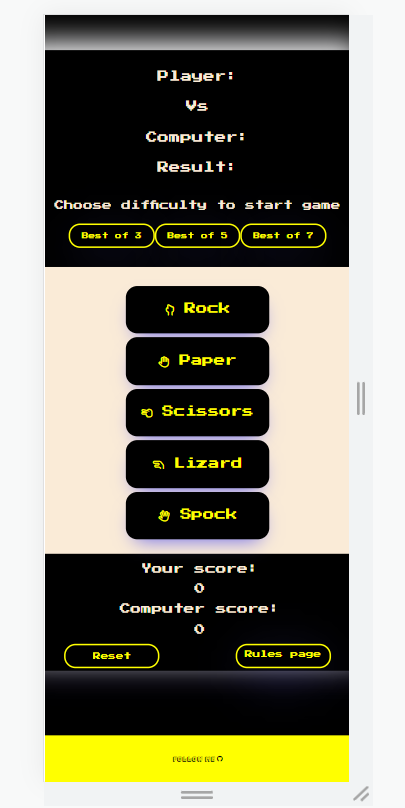 Player:
Vs
Computer:
Result:
Choose difficulty to start game
Best of 3 Best of 5 Best of 7
Rock
Paper
Scissors
Lizard
Spock
Your score:
0
Computer score:
0
Reset Rules page
FOLLOW ME